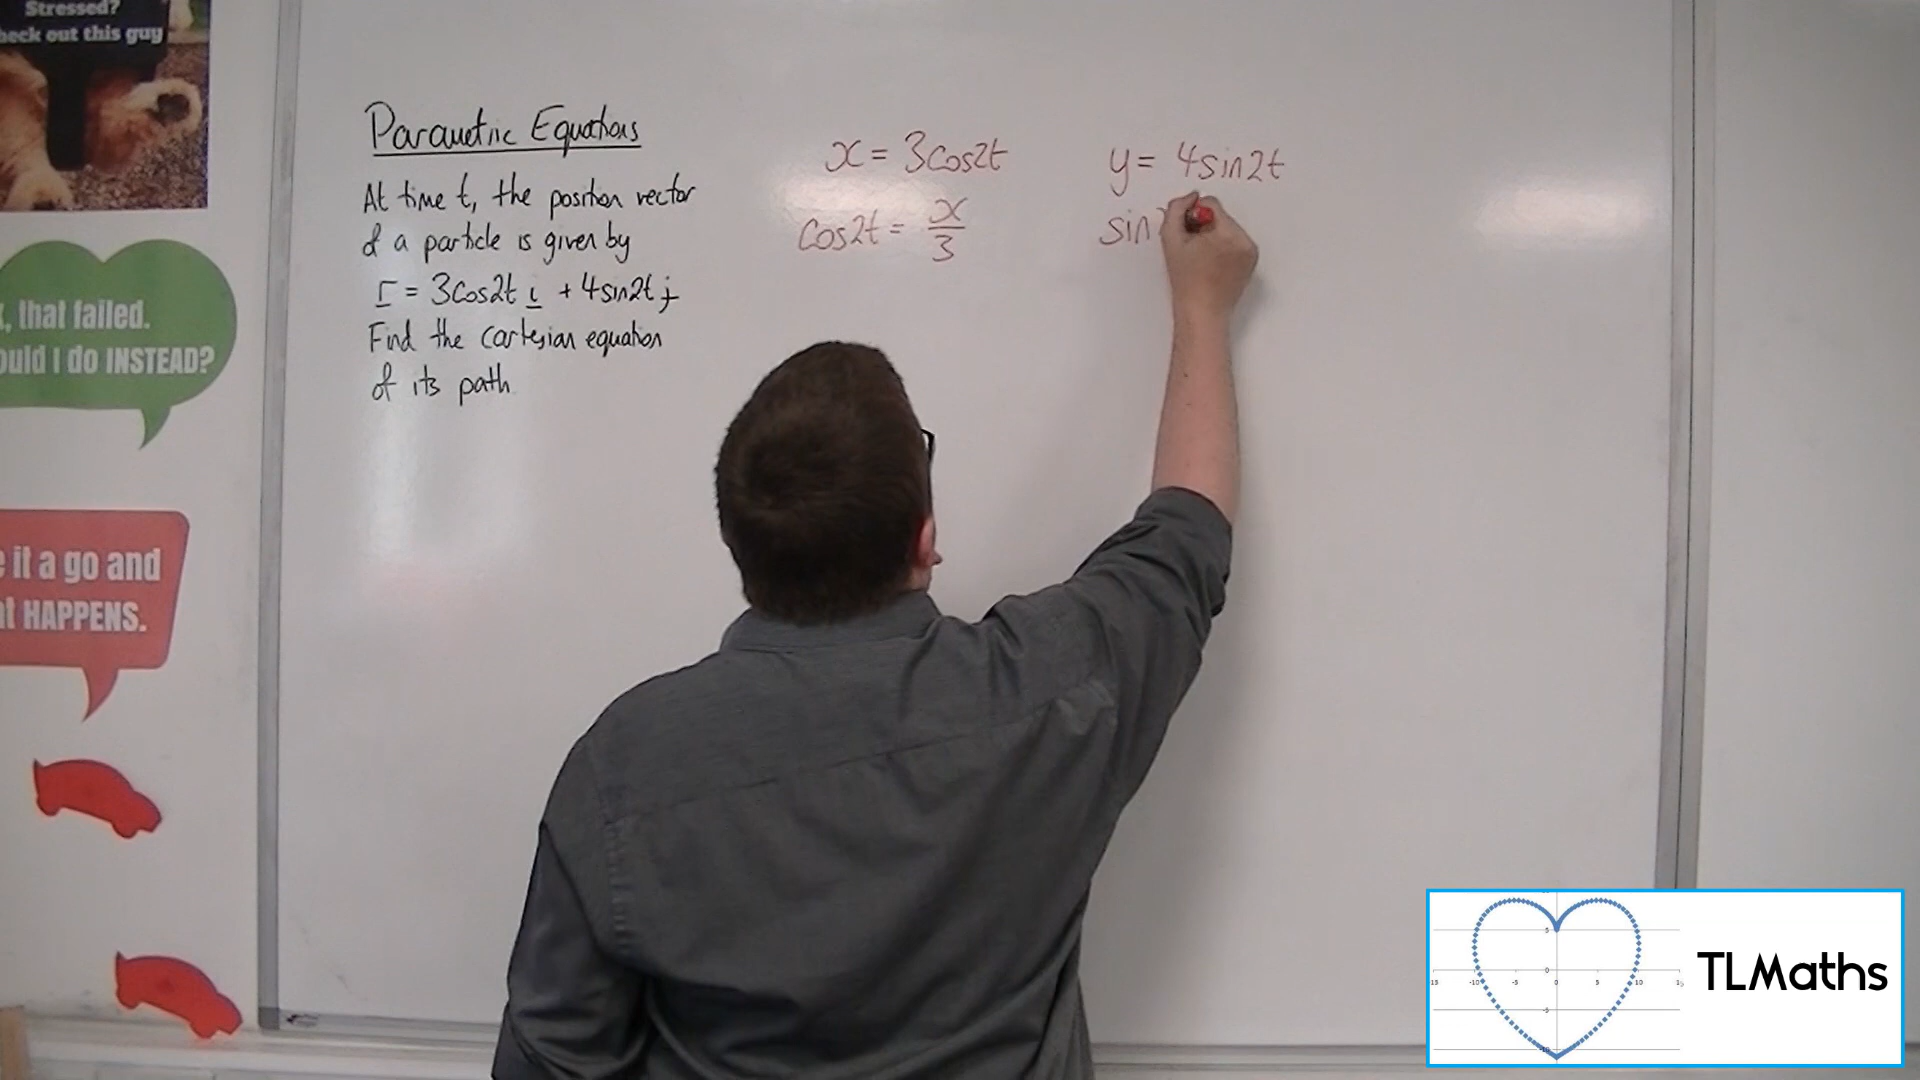 Stressed?
heck out this guy
, that failed.
ould I do INSTEAD?
e it a go and
at HAPPENS.
Parametric Equations
At time t, the position vector
of a particle is given by
r = 3cos2t i + 4sin2t j
Find the cartesian equation
of its path
x = 3cos2t
cos2t = x/3
y = 4sin2t
sin2
TLMaths